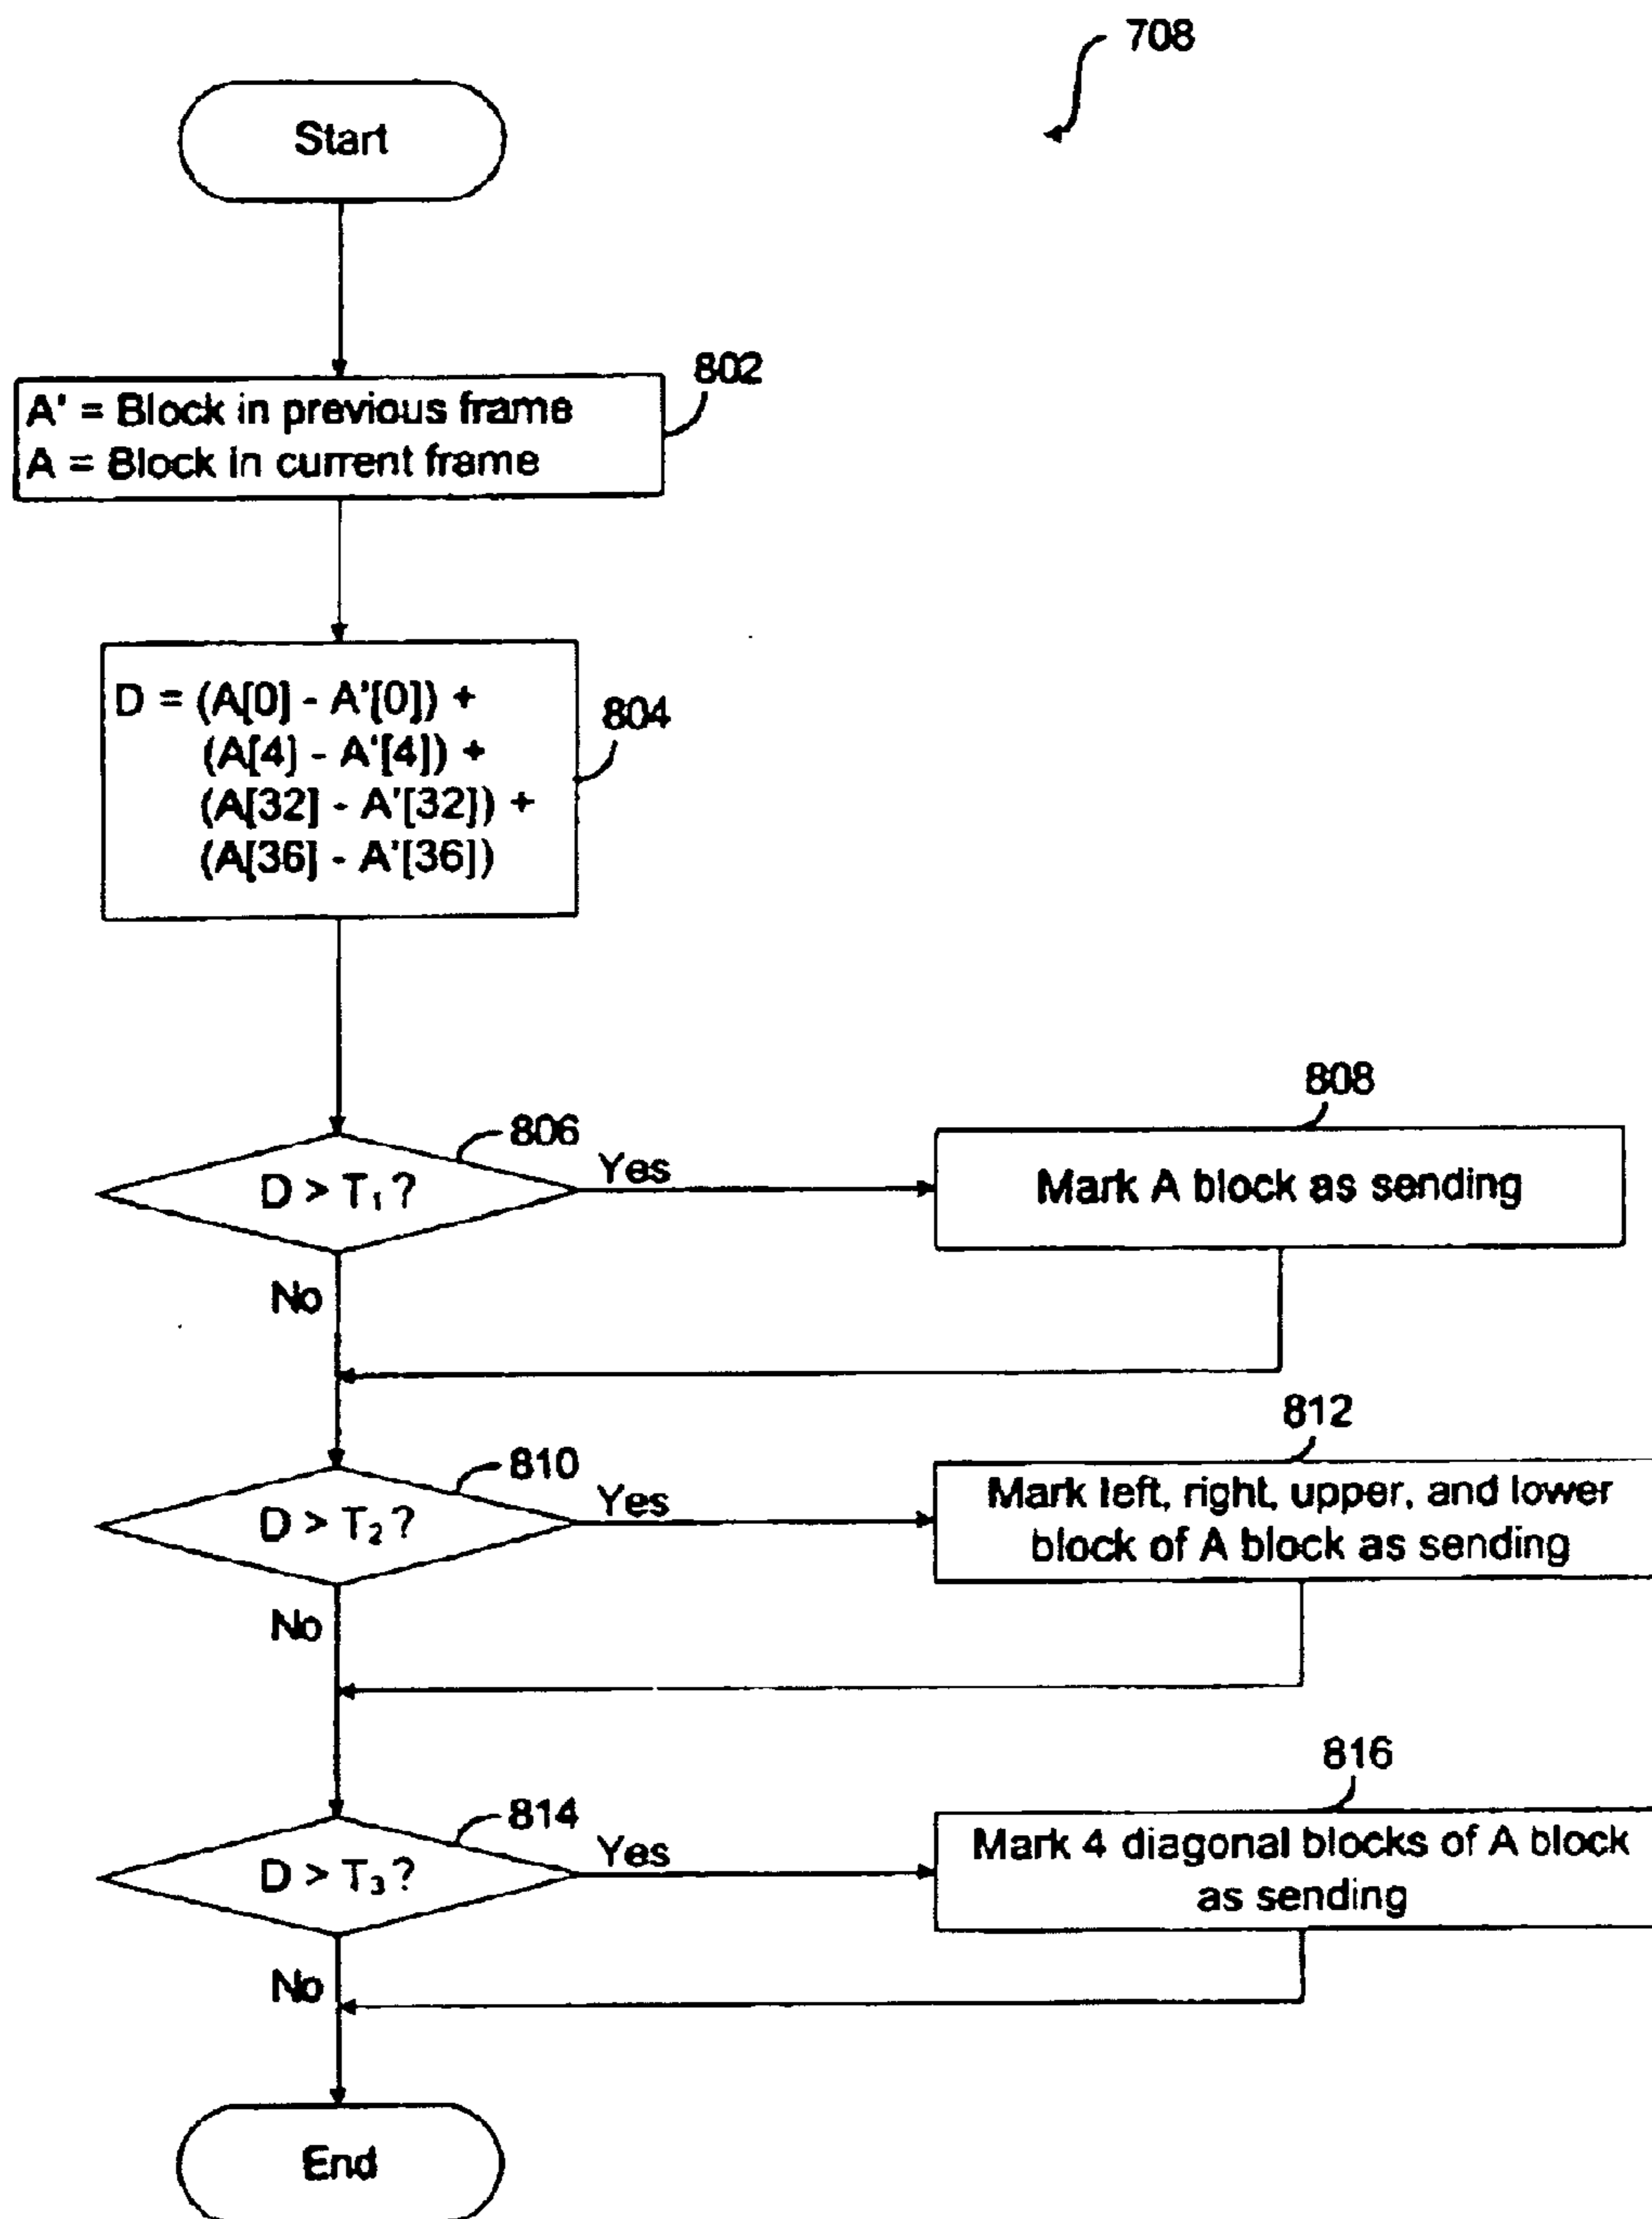 708
Start
802
A' = Block in previous frame
A = Block in current frame
804
D = (A[0] - A'[0]) +
(A[4] - A'[4]) +
(A[32] - A'[32]) +
(A[36] - A'[36])
806
D > T₁?
Yes
808
Mark A block as sending
No
810
D > T₂?
Yes
812
Mark left, right, upper, and lower
block of A block as sending
No
814
D > T₃?
Yes
816
Mark 4 diagonal blocks of A block
as sending
No
End